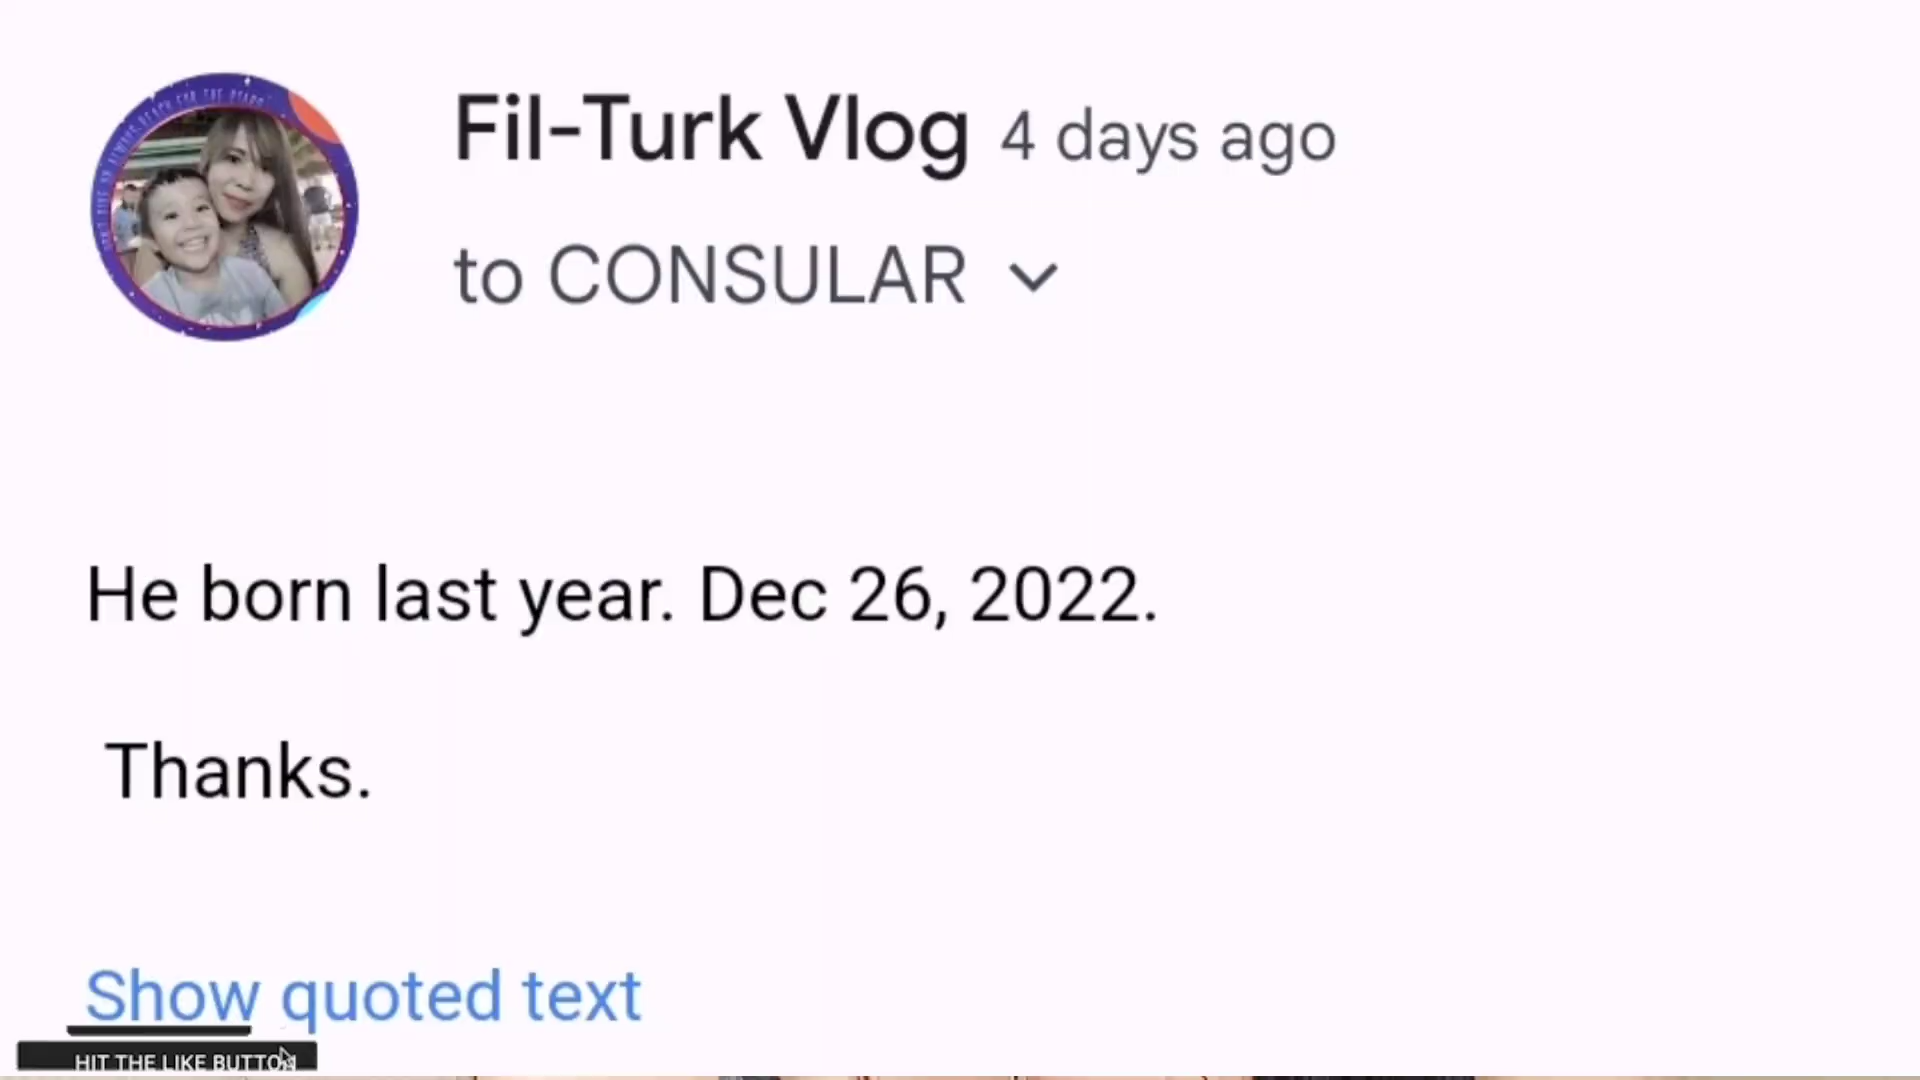 Fil-Turk Vlog 4 days ago
to CONSULAR
He born last year. Dec 26, 2022.
Thanks.
Show quoted text
HIT THE LIKE BUTTON